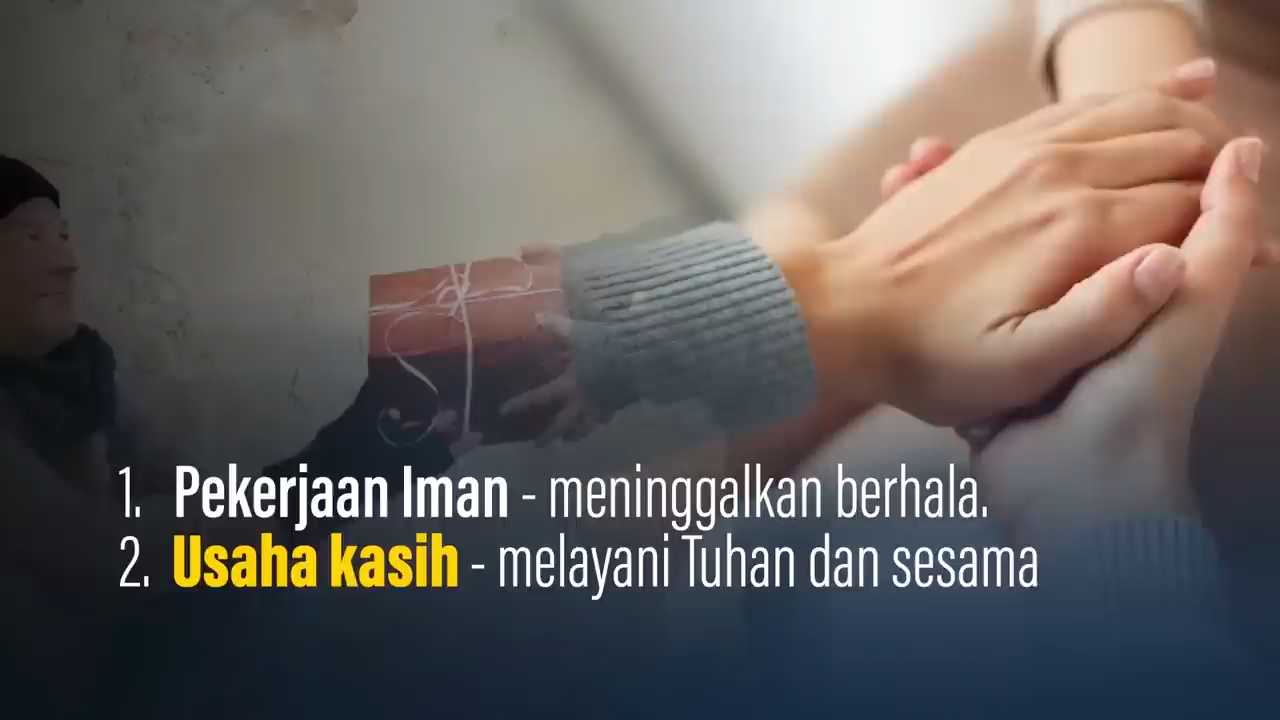 1. Pekerjaan Iman - meninggalkan berhala.
2. Usaha kasih - melayani Tuhan dan sesama